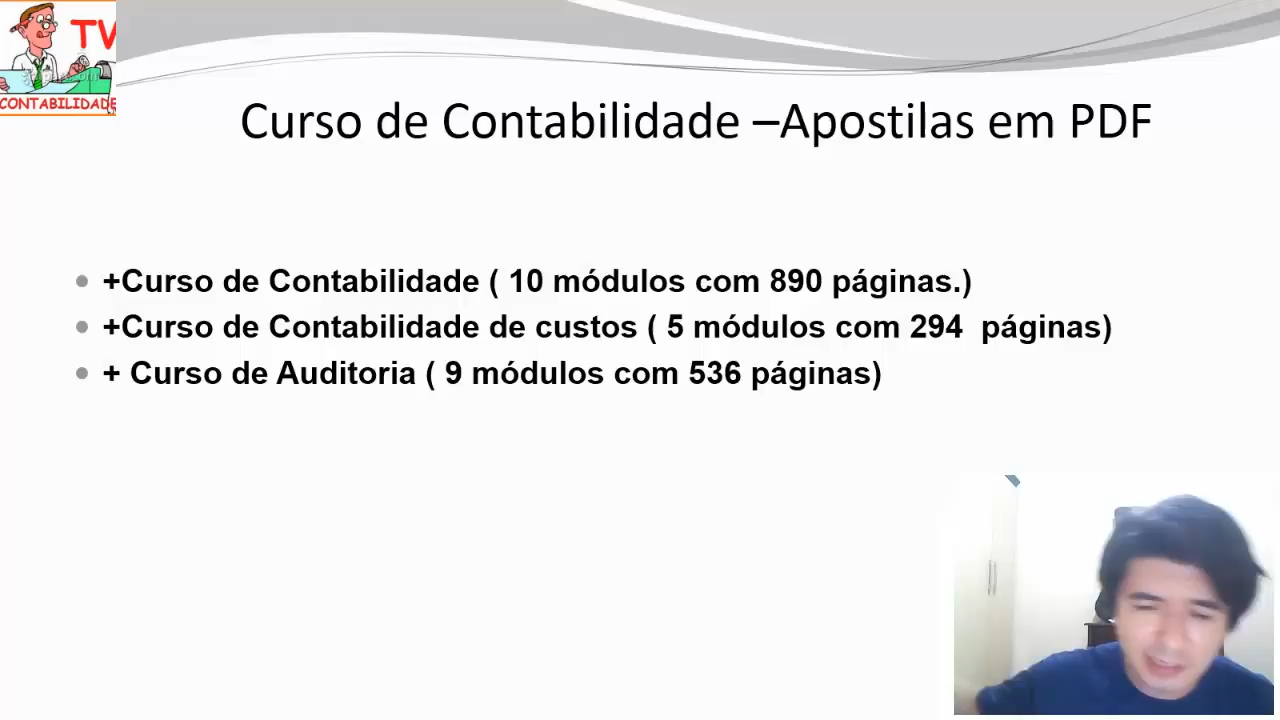 TV
CONTABILIDADE
Curso de Contabilidade –Apostilas em PDF
+Curso de Contabilidade ( 10 módulos com 890 páginas.)
+Curso de Contabilidade de custos ( 5 módulos com 294  páginas)
+ Curso de Auditoria ( 9 módulos com 536 páginas)